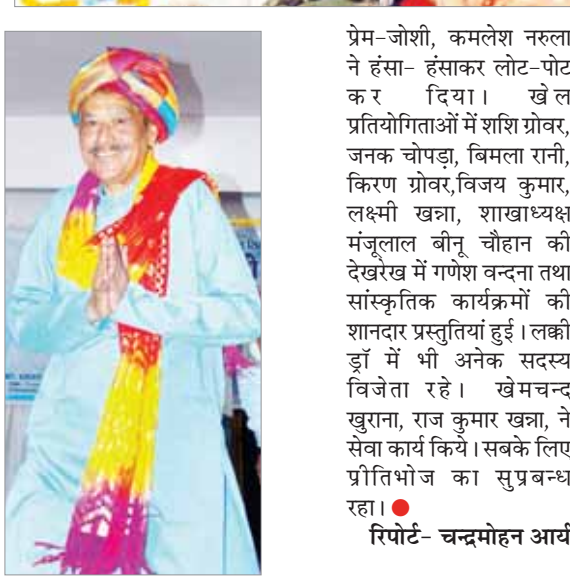 प्रेम-जोशी, कमलेश नरुला
ने हंसा- हंसाकर लोट-पोट
कर दिया। खेल
प्रतियोगिताओं में शशि ग्रोवर,
जनक चोपड़ा, बिमला रानी,
किरण ग्रोवर,विजय कुमार,
लक्ष्मी खन्ना, शाखाध्यक्ष
मंजूलाल बीनू चौहान की
देखरेख में गणेश वन्दना तथा
सांस्कृतिक कार्यक्रमों की
शानदार प्रस्तुतियां हुई। लक्की
ड्रॉ में भी अनेक सदस्य
विजेता रहे। खेमचन्द
खुराना, राज कुमार खन्ना, ने
सेवा कार्य किये। सबके लिए
प्रीतिभोज का सुप्रबन्ध
रहा।
रिपोर्ट- चन्द्रमोहन आर्य